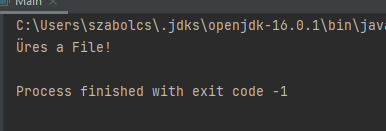 Main
C:\Users\szabolcs\.jdks\openjdk-16.0.1\bin\java
Üres a File!
Process finished with exit code -1